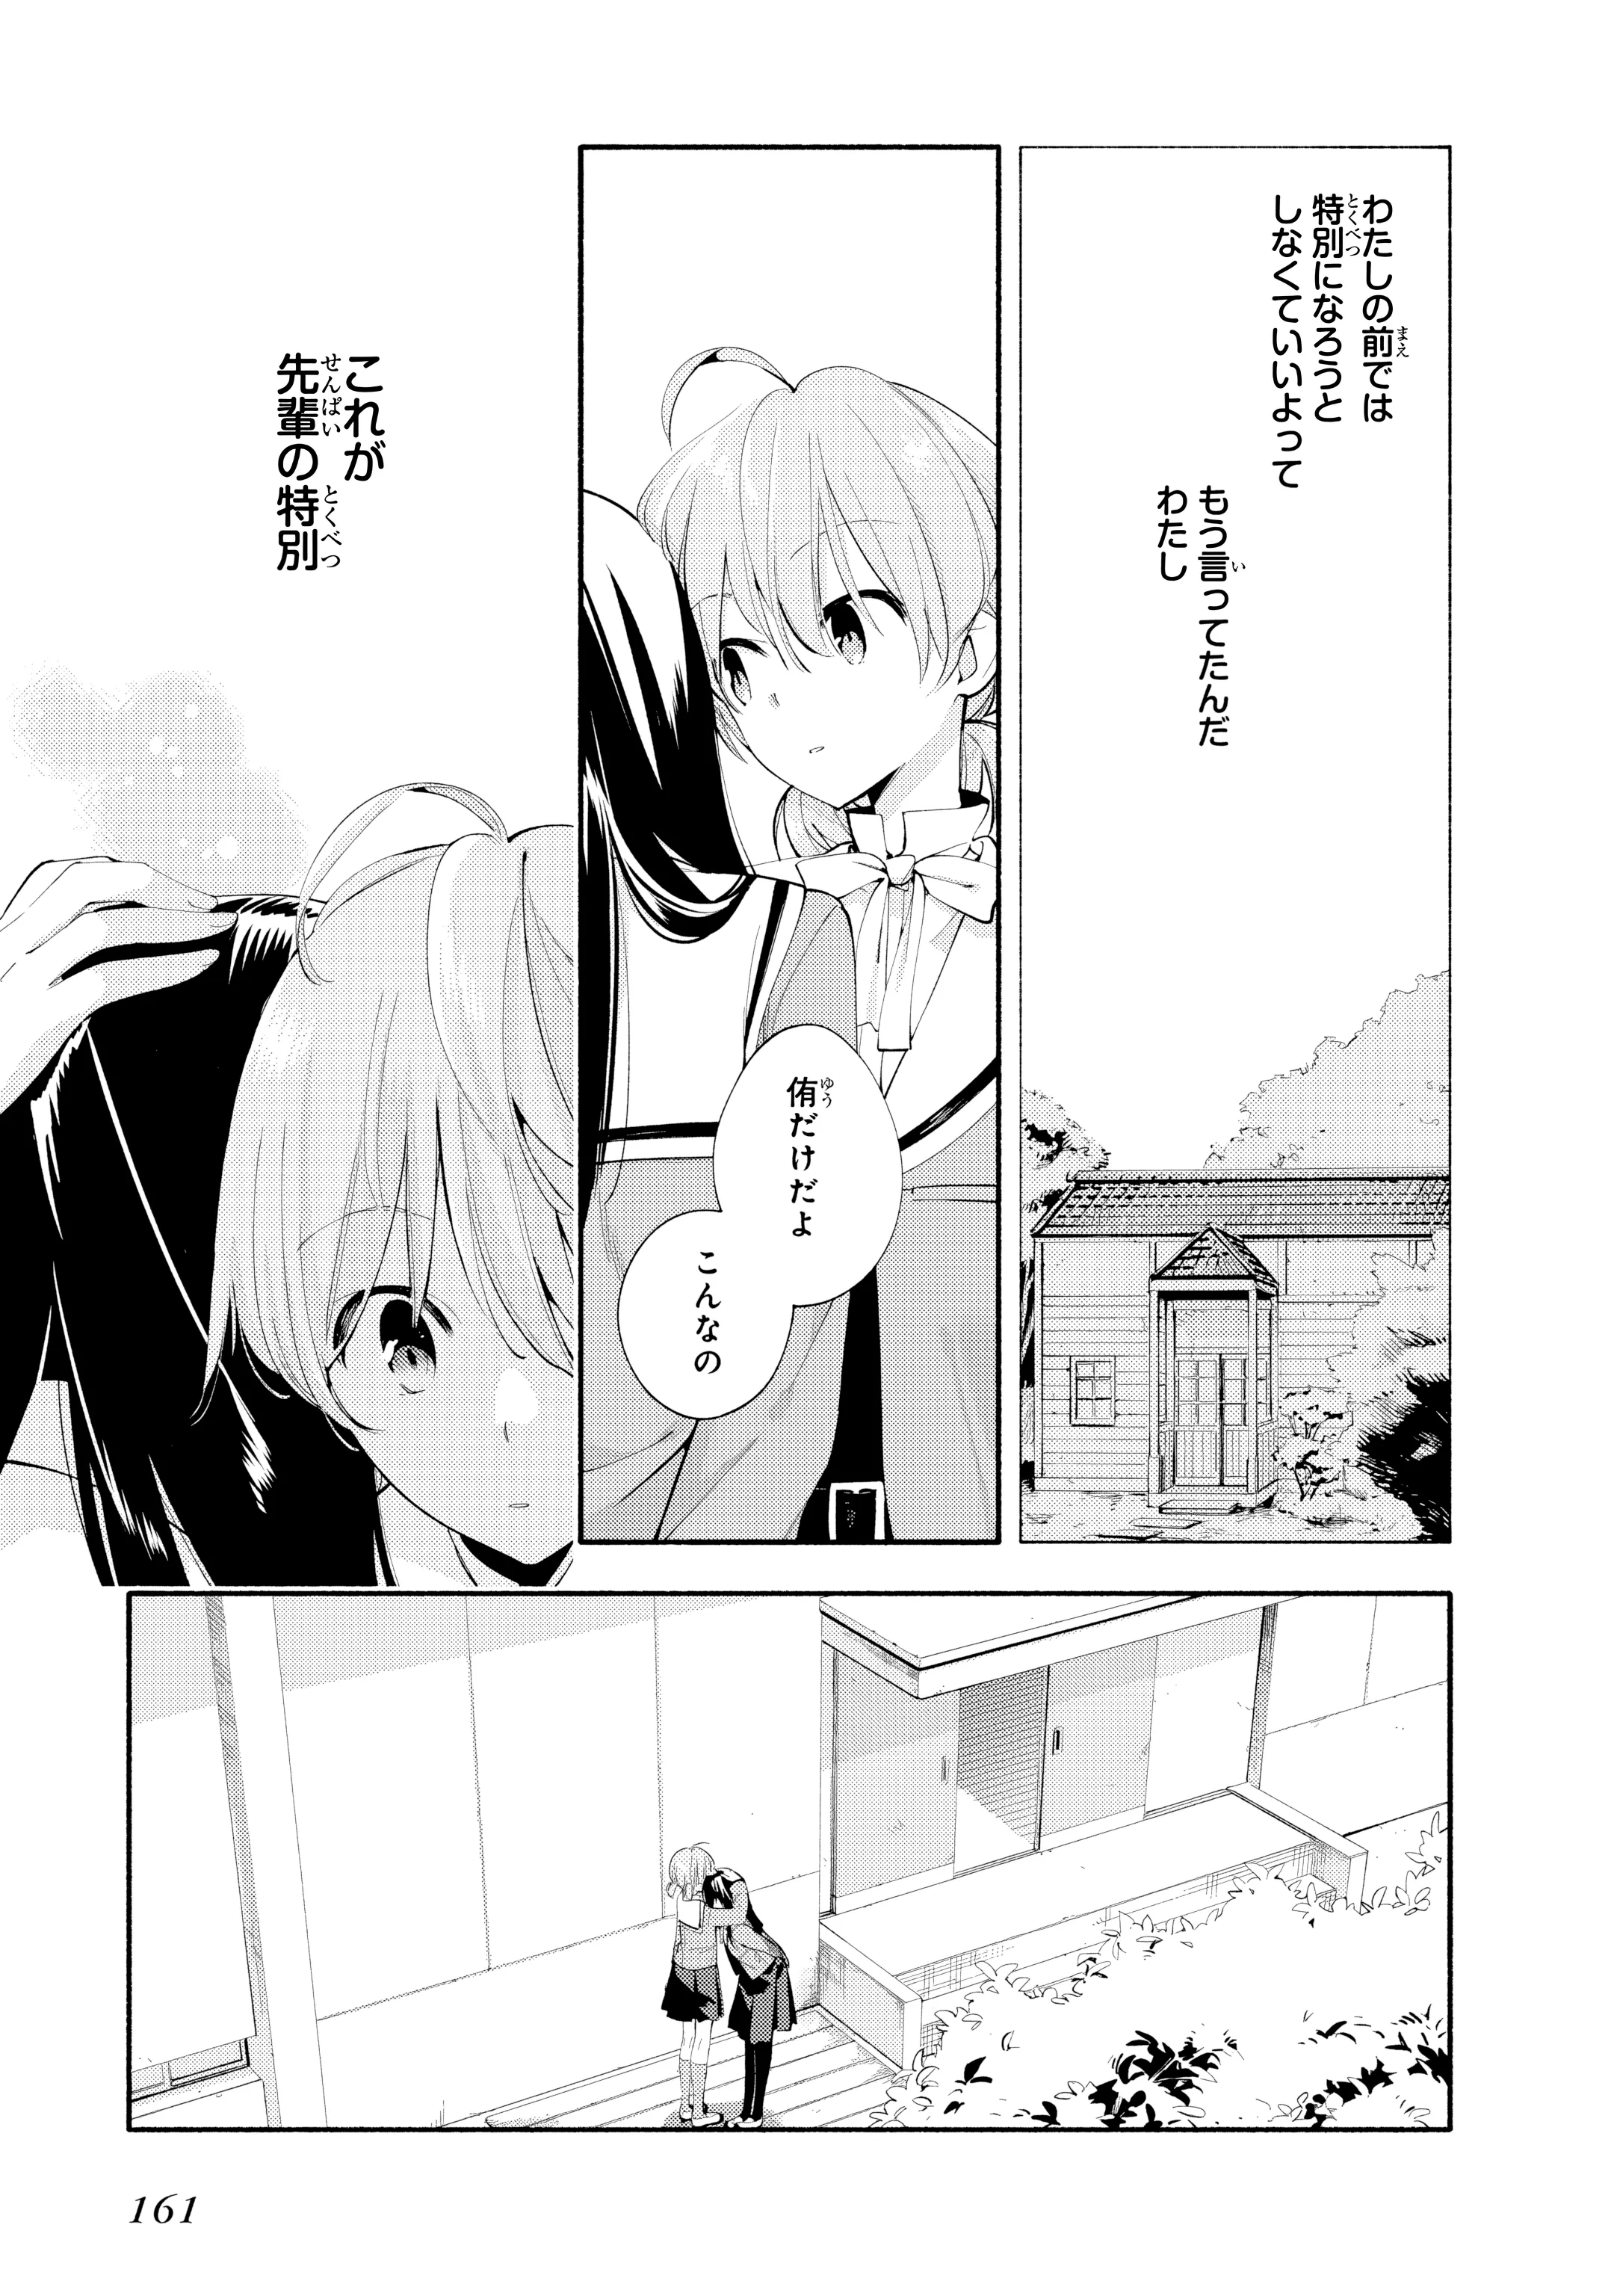 わたしの前では
特別になろうと
しなくていいよって
もう言ってたんだ
わたし
侑だけだよ
こんなの
これが
先輩の特別
161